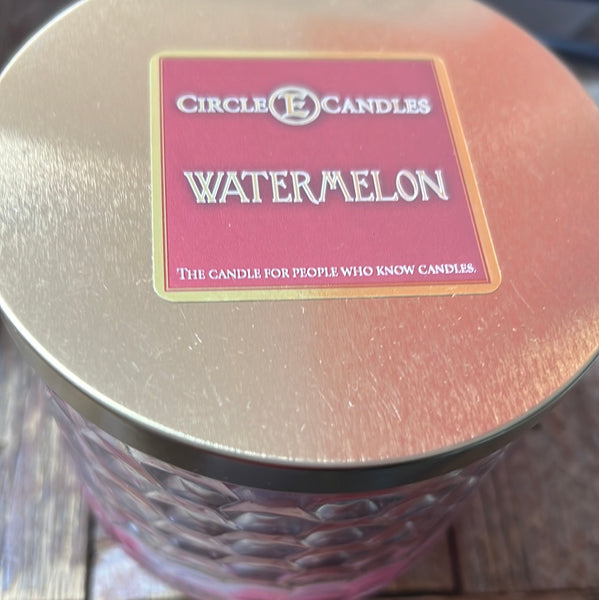 CIRCLE E CANDLES
WATERMELON
THE CANDLE FOR PEOPLE WHO KNOW CANDLES.